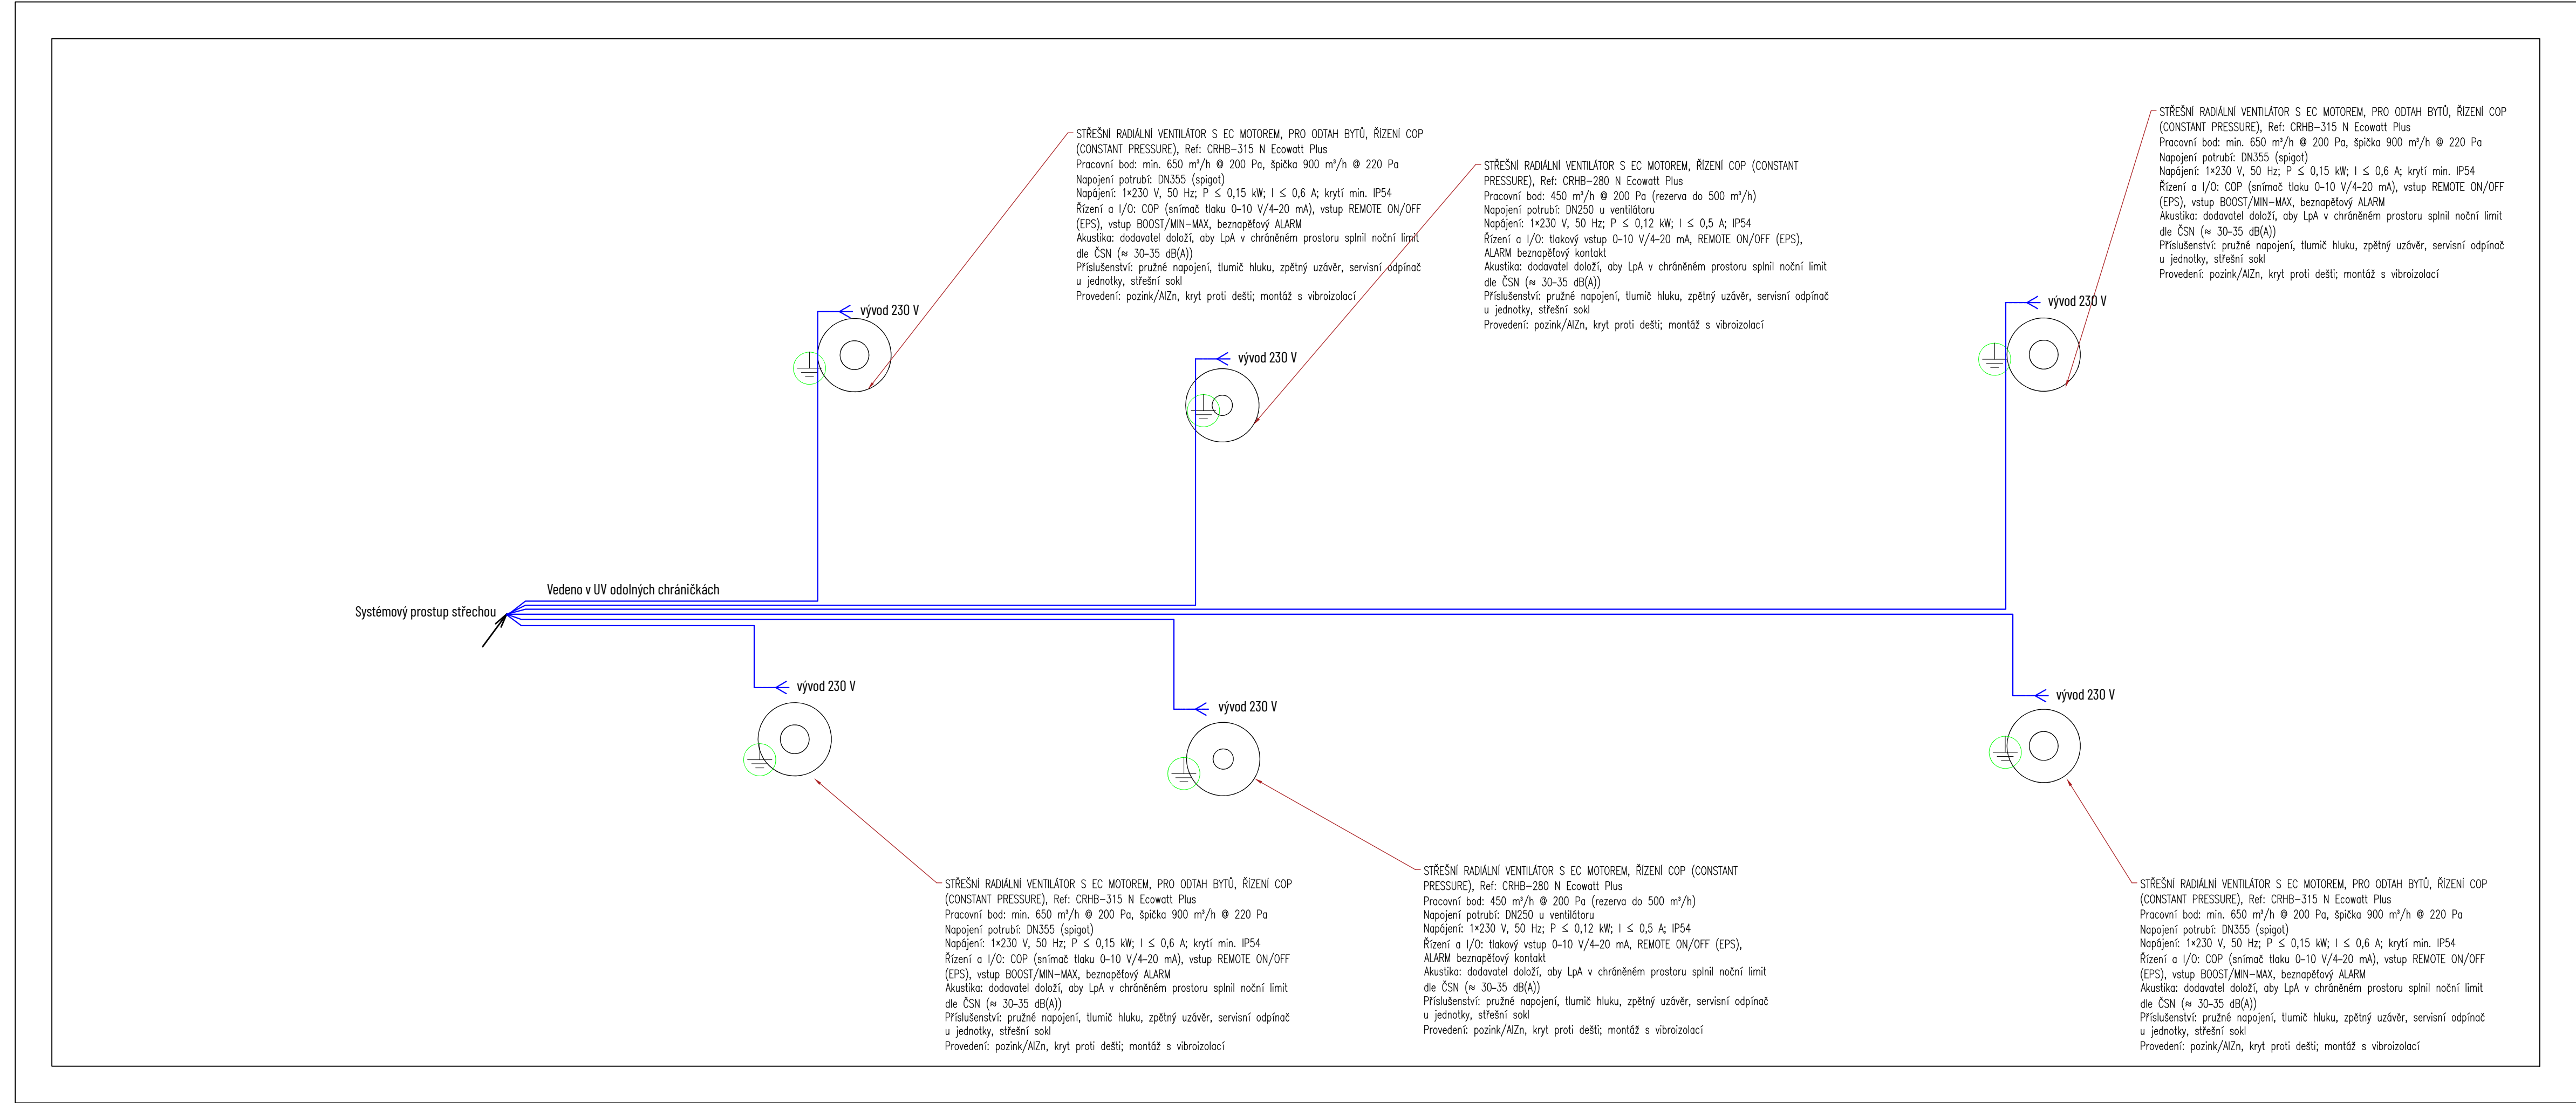 STŘEŠNÍ RADIÁLNÍ VENTILÁTOR S EC MOTOREM, PRO ODTAH BYTŮ, ŘÍZENÍ COP
(CONSTANT PRESSURE), Ref: CRHB-315 N Ecowatt Plus
Pracovní bod: min. 650 m³/h @ 200 Pa, špička 900 m³/h @ 220 Pa
Napojení potrubí: DN355 (spigot)
Napájení: 1×230 V, 50 Hz; P ≤ 0,15 kW; I ≤ 0,6 A; krytí min. IP54
Řízení a I/O: COP (snímač tlaku 0-10 V/4-20 mA), vstup REMOTE ON/OFF
(EPS), vstup BOOST/MIN-MAX, beznapěťový ALARM
Akustika: dodavatel doloží, aby LpA v chráněném prostoru splnil noční limit
dle ČSN (≈ 30-35 dB(A))
Příslušenství: pružné napojení, tlumič hluku, zpětný uzávěr, servisní odpínač
u jednotky, střešní sokl
Provedení: pozink/AlZn, kryt proti dešti; montáž s vibroizolací
STŘEŠNÍ RADIÁLNÍ VENTILÁTOR S EC MOTOREM, ŘÍZENÍ COP (CONSTANT
PRESSURE), Ref: CRHB-280 N Ecowatt Plus
Pracovní bod: 450 m³/h @ 200 Pa (rezerva do 500 m³/h)
Napojení potrubí: DN250 u ventilátoru
Napájení: 1×230 V, 50 Hz; P ≤ 0,12 kW; I ≤ 0,5 A; IP54
Řízení a I/O: tlakový vstup 0-10 V/4-20 mA, REMOTE ON/OFF (EPS),
ALARM beznapěťový kontakt
Akustika: dodavatel doloží, aby LpA v chráněném prostoru splnil noční limit
dle ČSN (≈ 30-35 dB(A))
Příslušenství: pružné napojení, tlumič hluku, zpětný uzávěr, servisní odpínač
u jednotky, střešní sokl
Provedení: pozink/AlZn, kryt proti dešti; montáž s vibroizolací
STŘEŠNÍ RADIÁLNÍ VENTILÁTOR S EC MOTOREM, PRO ODTAH BYTŮ, ŘÍZENÍ COP
(CONSTANT PRESSURE), Ref: CRHB-315 N Ecowatt Plus
Pracovní bod: min. 650 m³/h @ 200 Pa, špička 900 m³/h @ 220 Pa
Napojení potrubí: DN355 (spigot)
Napájení: 1×230 V, 50 Hz; P ≤ 0,15 kW; I ≤ 0,6 A; krytí min. IP54
Řízení a I/O: COP (snímač tlaku 0-10 V/4-20 mA), vstup REMOTE ON/OFF
(EPS), vstup BOOST/MIN-MAX, beznapěťový ALARM
Akustika: dodavatel doloží, aby LpA v chráněném prostoru splnil noční limit
dle ČSN (≈ 30-35 dB(A))
Příslušenství: pružné napojení, tlumič hluku, zpětný uzávěr, servisní odpínač
u jednotky, střešní sokl
Provedení: pozink/AlZn, kryt proti dešti; montáž s vibroizolací
vývod 230 V
vývod 230 V
vývod 230 V
Vedeno v UV odolných chráničkách
Systémový prostup střechou
vývod 230 V
vývod 230 V
vývod 230 V
STŘEŠNÍ RADIÁLNÍ VENTILÁTOR S EC MOTOREM, PRO ODTAH BYTŮ, ŘÍZENÍ COP
(CONSTANT PRESSURE), Ref: CRHB-315 N Ecowatt Plus
Pracovní bod: min. 650 m³/h @ 200 Pa, špička 900 m³/h @ 220 Pa
Napojení potrubí: DN355 (spigot)
Napájení: 1×230 V, 50 Hz; P ≤ 0,15 kW; I ≤ 0,6 A; krytí min. IP54
Řízení a I/O: COP (snímač tlaku 0-10 V/4-20 mA), vstup REMOTE ON/OFF
(EPS), vstup BOOST/MIN-MAX, beznapěťový ALARM
Akustika: dodavatel doloží, aby LpA v chráněném prostoru splnil noční limit
dle ČSN (≈ 30-35 dB(A))
Příslušenství: pružné napojení, tlumič hluku, zpětný uzávěr, servisní odpínač
u jednotky, střešní sokl
Provedení: pozink/AlZn, kryt proti dešti; montáž s vibroizolací
STŘEŠNÍ RADIÁLNÍ VENTILÁTOR S EC MOTOREM, ŘÍZENÍ COP (CONSTANT
PRESSURE), Ref: CRHB-280 N Ecowatt Plus
Pracovní bod: 450 m³/h @ 200 Pa (rezerva do 500 m³/h)
Napojení potrubí: DN250 u ventilátoru
Napájení: 1×230 V, 50 Hz; P ≤ 0,12 kW; I ≤ 0,5 A; IP54
Řízení a I/O: tlakový vstup 0-10 V/4-20 mA, REMOTE ON/OFF (EPS),
ALARM beznapěťový kontakt
Akustika: dodavatel doloží, aby LpA v chráněném prostoru splnil noční limit
dle ČSN (≈ 30-35 dB(A))
Příslušenství: pružné napojení, tlumič hluku, zpětný uzávěr, servisní odpínač
u jednotky, střešní sokl
Provedení: pozink/AlZn, kryt proti dešti; montáž s vibroizolací
STŘEŠNÍ RADIÁLNÍ VENTILÁTOR S EC MOTOREM, PRO ODTAH BYTŮ, ŘÍZENÍ COP
(CONSTANT PRESSURE), Ref: CRHB-315 N Ecowatt Plus
Pracovní bod: min. 650 m³/h @ 200 Pa, špička 900 m³/h @ 220 Pa
Napojení potrubí: DN355 (spigot)
Napájení: 1×230 V, 50 Hz; P ≤ 0,15 kW; I ≤ 0,6 A; krytí min. IP54
Řízení a I/O: COP (snímač tlaku 0-10 V/4-20 mA), vstup REMOTE ON/OFF
(EPS), vstup BOOST/MIN-MAX, beznapěťový ALARM
Akustika: dodavatel doloží, aby LpA v chráněném prostoru splnil noční limit
dle ČSN (≈ 30-35 dB(A))
Příslušenství: pružné napojení, tlumič hluku, zpětný uzávěr, servisní odpínač
u jednotky, střešní sokl
Provedení: pozink/AlZn, kryt proti dešti; montáž s vibroizolací